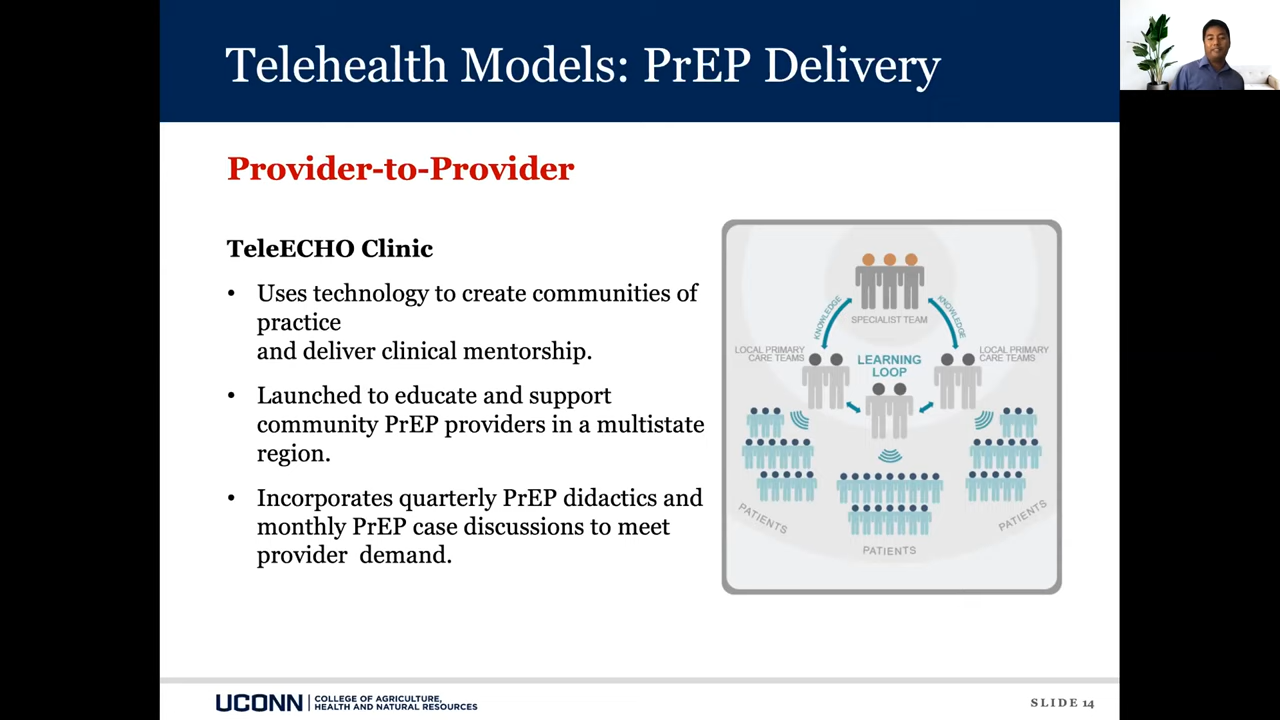 Telehealth Models: PrEP Delivery
Provider-to-Provider
TeleECHO Clinic
• Uses technology to create communities of
practice
and deliver clinical mentorship.
• Launched to educate and support
community PrEP providers in a multistate
region.
• Incorporates quarterly PrEP didactics and
monthly PrEP case discussions to meet
provider demand.
SPECIALIST TEAM
KNOWLEDGE
KNOWLEDGE
LOCAL PRIMARY
CARE TEAMS
LEARNING
LOOP
LOCAL PRIMARY
CARE TEAMS
PATIENTS
PATIENTS
PATIENTS
UCONN
COLLEGE OF AGRICULTURE,
HEALTH AND NATURAL RESOURCES
SLIDE 14